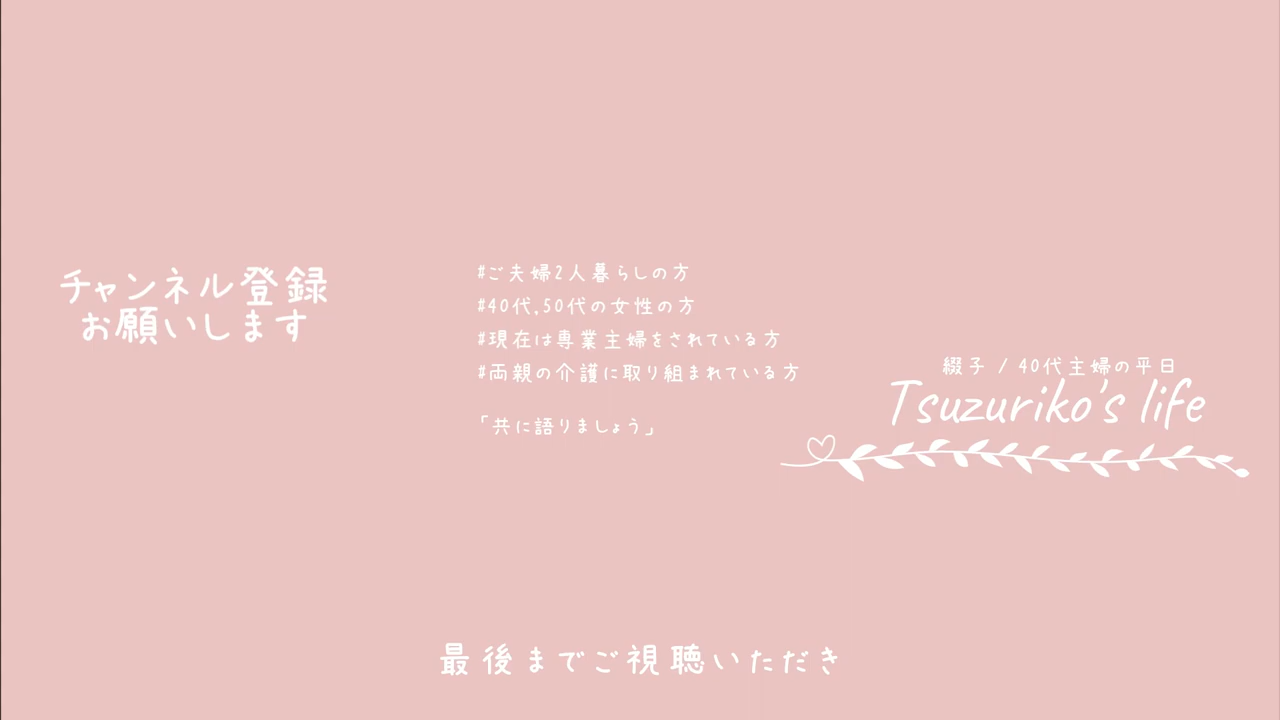 チャンネル登録
お願いします
#ご夫婦2人暮らしの方
#40代,50代の女性の方
#現在は専業主婦をされている方
#両親の介護に取り組まれている方
「共に語りましょう」
綴子 / 40代主婦の平日
Tsuzuriko's life
最後までご視聴いただき